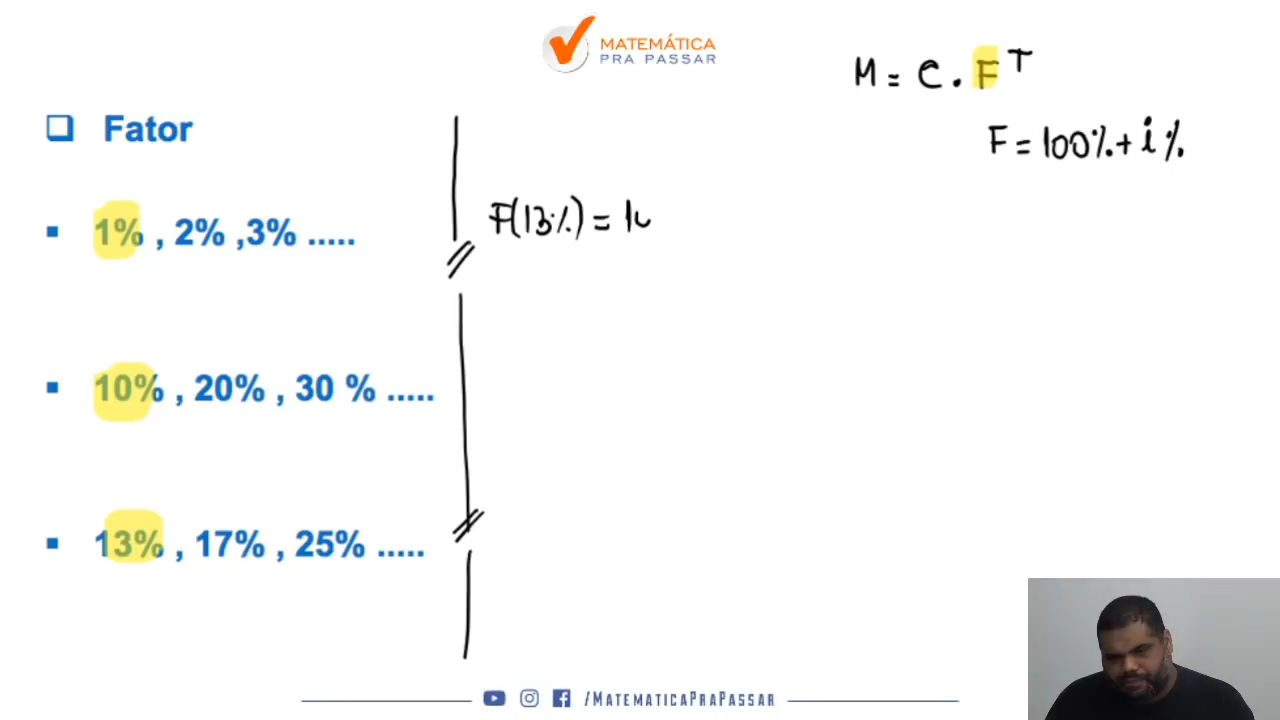 MATEMÁTICA
PRA PASSAR
M = C . F^T
F = 100% + i%
❑ Fator
▪ 1% , 2% ,3% .....
F(13%) = 1
▪ 10% , 20% , 30 % .....
▪ 13% , 17% , 25% .....
/MATEMATICAPRAPASSAR